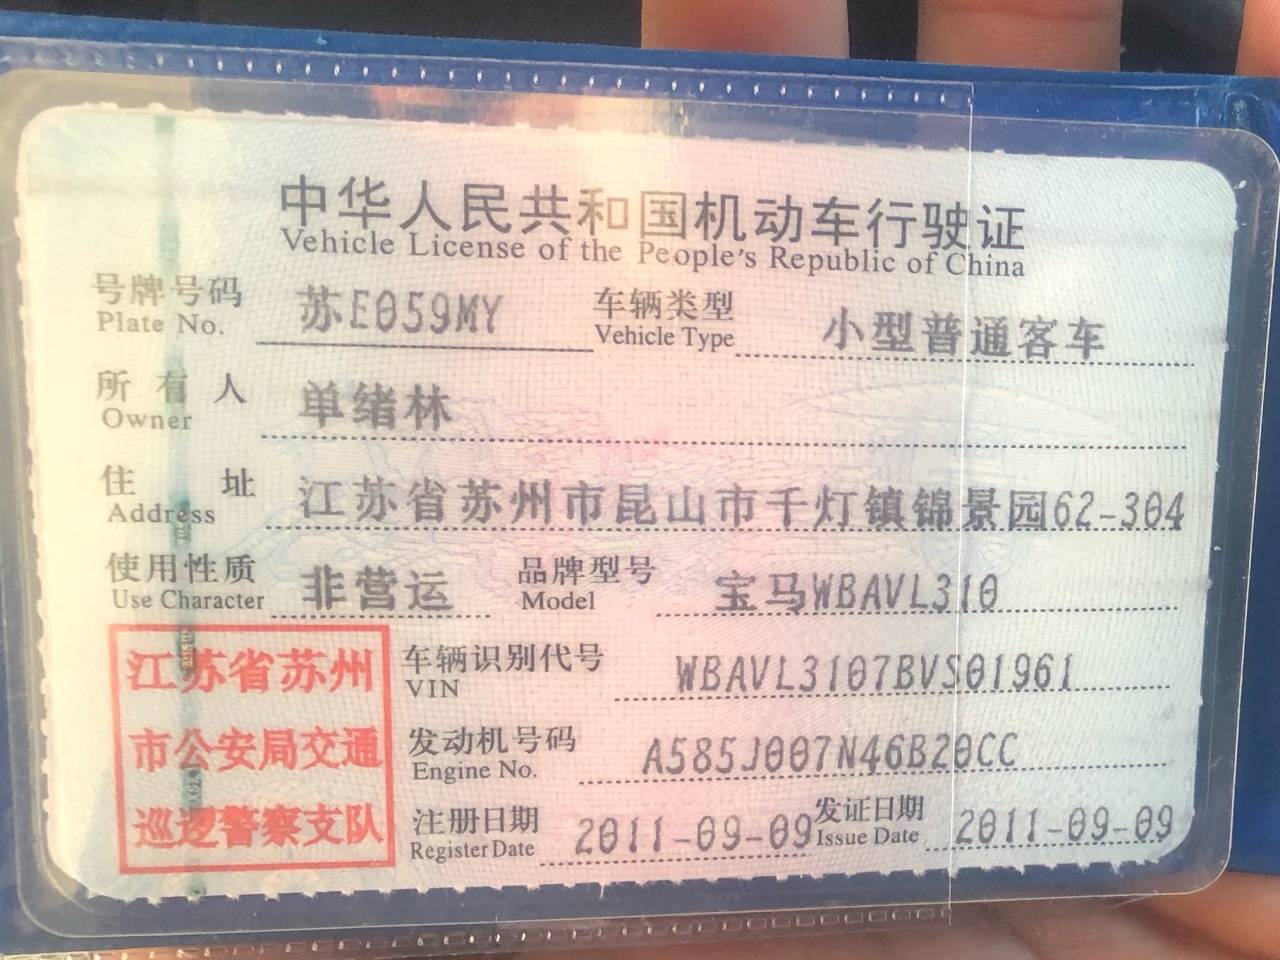 中华人民共和国机动车行驶证
Vehicle License of the People's Republic of China
号牌号码 苏E059MY 车辆类型 小型普通客车
Plate No. Vehicle Type
所有人 单绪林
Owner
住址 江苏省苏州市昆山市千灯镇锦景园62-304
Address
使用性质 非营运 品牌型号 宝马WBAVL310
Use Character Model
江苏省苏州
市公安局交通
巡逻警察支队
车辆识别代号 WBAVL3107BVS01961
VIN
发动机号码 A585J007N46B20CC
Engine No.
注册日期 2011-09-09 发证日期 2011-09-09
Register Date Issue Date